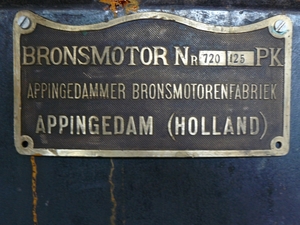 BRONSMOTOR NR 720 125 PK
APPINGEDAMMER BRONSMOTORENFABRIEK
APPINGEDAM (HOLLAND)